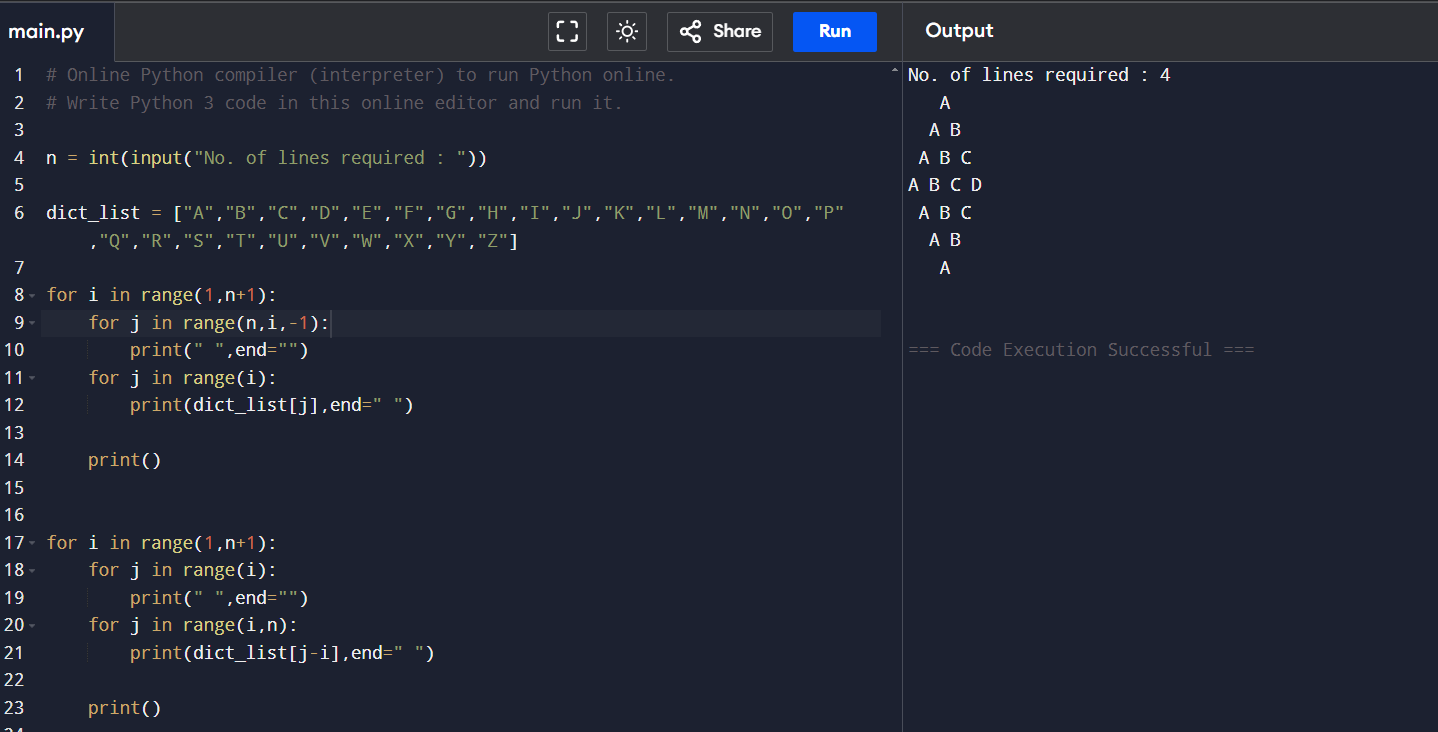 main.py Share Run Output
1 # Online Python compiler (interpreter) to run Python online.
2 # Write Python 3 code in this online editor and run it.
3
4 n = int(input("No. of lines required : "))
5
6 dict_list = ["A","B","C","D","E","F","G","H","I","J","K","L","M","N","O","P"
,"Q","R","S","T","U","V","W","X","Y","Z"]
7
8 for i in range(1,n+1):
9     for j in range(n,i,-1):
10         print(" ",end="")
11     for j in range(i):
12         print(dict_list[j],end=" ")
13
14     print()
15
16
17 for i in range(1,n+1):
18     for j in range(i):
19         print(" ",end="")
20     for j in range(i,n):
21         print(dict_list[j-i],end=" ")
22
23     print()
No. of lines required : 4
   A
  A B
 A B C
A B C D
 A B C
  A B
   A
=== Code Execution Successful ===